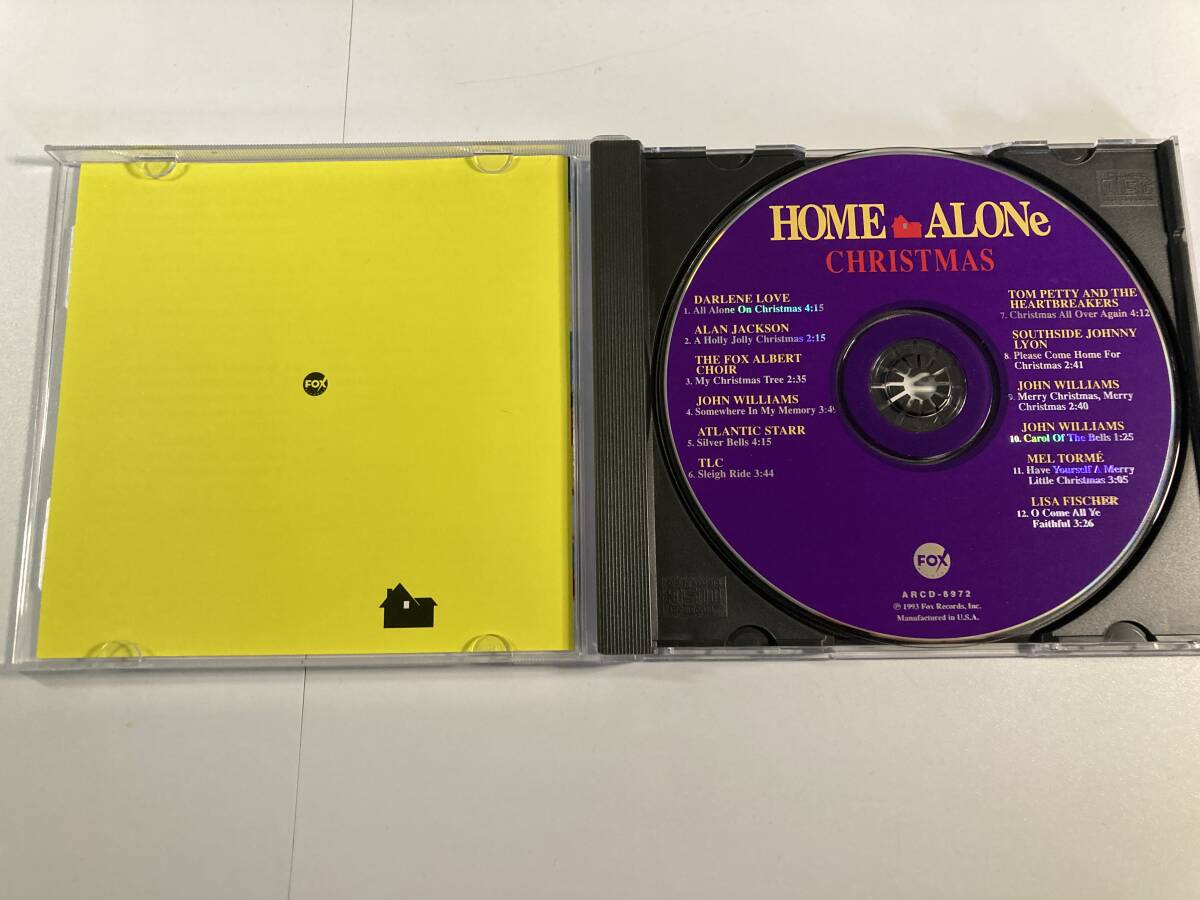 FOX
HOME ALONe
CHRISTMAS
DARLENE LOVE
1. All Alone On Christmas 4:15
ALAN JACKSON
2. A Holly Jolly Christmas 2:15
THE FOX ALBERT
CHOIR
3. My Christmas Tree 2:35
JOHN WILLIAMS
4. Somewhere In My Memory 3:49
ATLANTIC STARR
5. Silver Bells 4:15
TLC
6. Sleigh Ride 3:44
TOM PETTY AND THE
HEARTBREAKERS
7. Christmas All Over Again 4:12
SOUTHSIDE JOHNNY
LYON
8. Please Come Home For
Christmas 2:41
JOHN WILLIAMS
9. Merry Christmas, Merry
Christmas 2:40
JOHN WILLIAMS
10. Carol Of The Bells 1:25
MEL TORMÉ
11. Have Yourself A Merry
Little Christmas 3:05
LISA FISCHER
12. O Come All Ye
Faithful 3:26
FOX
ARCD-8972
℗ 1993 Fox Records, Inc.
Manufactured in U.S.A.